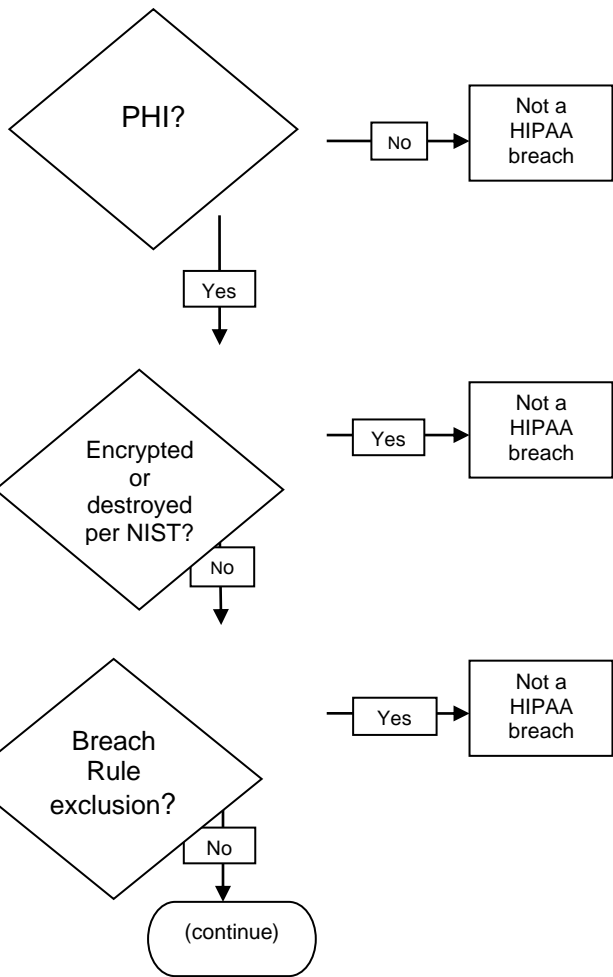 PHI?
No
Not a
HIPAA
breach
Yes
Encrypted
or
destroyed
per NIST?
Yes
Not a
HIPAA
breach
No
Breach
Rule
exclusion?
Yes
Not a
HIPAA
breach
No
(continue)